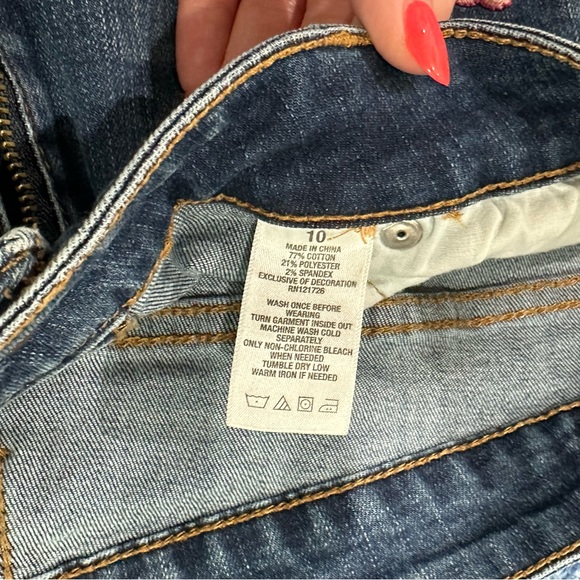 10
MADE IN CHINA
77% COTTON
21% POLYESTER
2% SPANDEX
EXCLUSIVE OF DECORATION
RN121726
WASH ONCE BEFORE
WEARING
TURN GARMENT INSIDE OUT
MACHINE WASH COLD
SEPARATELY
ONLY NON-CHLORINE BLEACH
WHEN NEEDED
TUMBLE DRY LOW
WARM IRON IF NEEDED